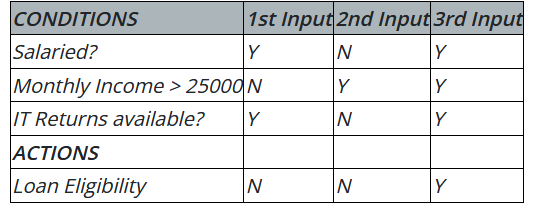 CONDITIONS 1st Input 2nd Input 3rd Input
Salaried? Y N Y
Monthly Income > 25000 N Y Y
IT Returns available? Y N Y
ACTIONS
Loan Eligibility N N Y